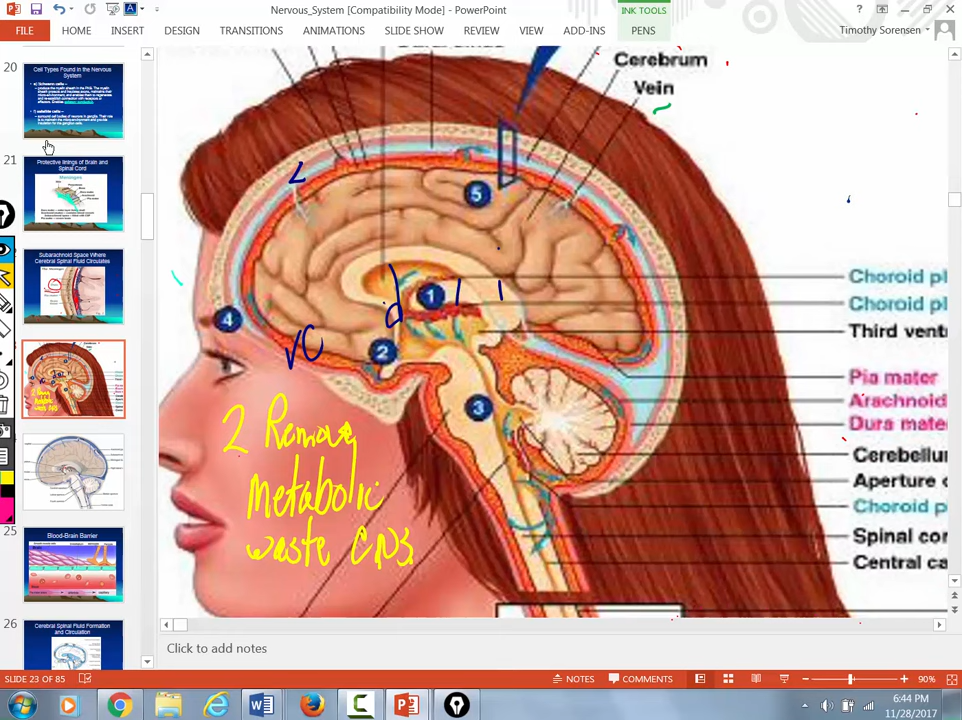 Nervous_System [Compatibility Mode] - PowerPoint
INK TOOLS
FILE
HOME
INSERT
DESIGN
TRANSITIONS
ANIMATIONS
SLIDE SHOW
REVIEW
VIEW
ADD-INS
PENS
Timothy Sorensen
20
Cell Types Found in the Nervous
System
21
Protective linings of Brain and
Spinal Cord
Meninges
Subarachnoid Space Where
Cerebral Spinal Fluid Circulates
25
Blood-Brain Barrier
26
Cerebral Spinal Fluid Formation
and Circulation
Cerebrum
Vein
5
1
4
2
3
Choroid pl
Choroid pl
Third vent
Pia mater
Arachnoid
Dura mate
Cerebellun
Aperture o
Choroid p
Spinal cor
Central ca
2 Remove
Metabolic
waste CNS
Click to add notes
SLIDE 23 OF 85
NOTES
COMMENTS
90%
6:44 PM
11/28/2017